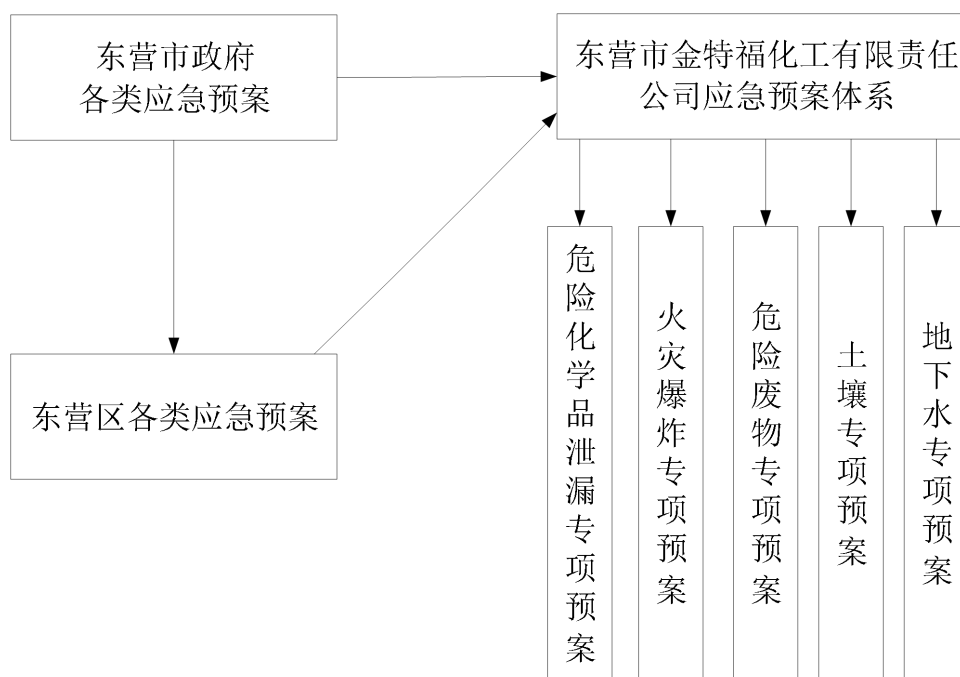 东营市政府
各类应急预案
东营市金特福化工有限责任
公司应急预案体系
东营区各类应急预案
危险化学品泄漏专项预案
火灾爆炸专项预案
危险废物专项预案
土壤专项预案
地下水专项预案